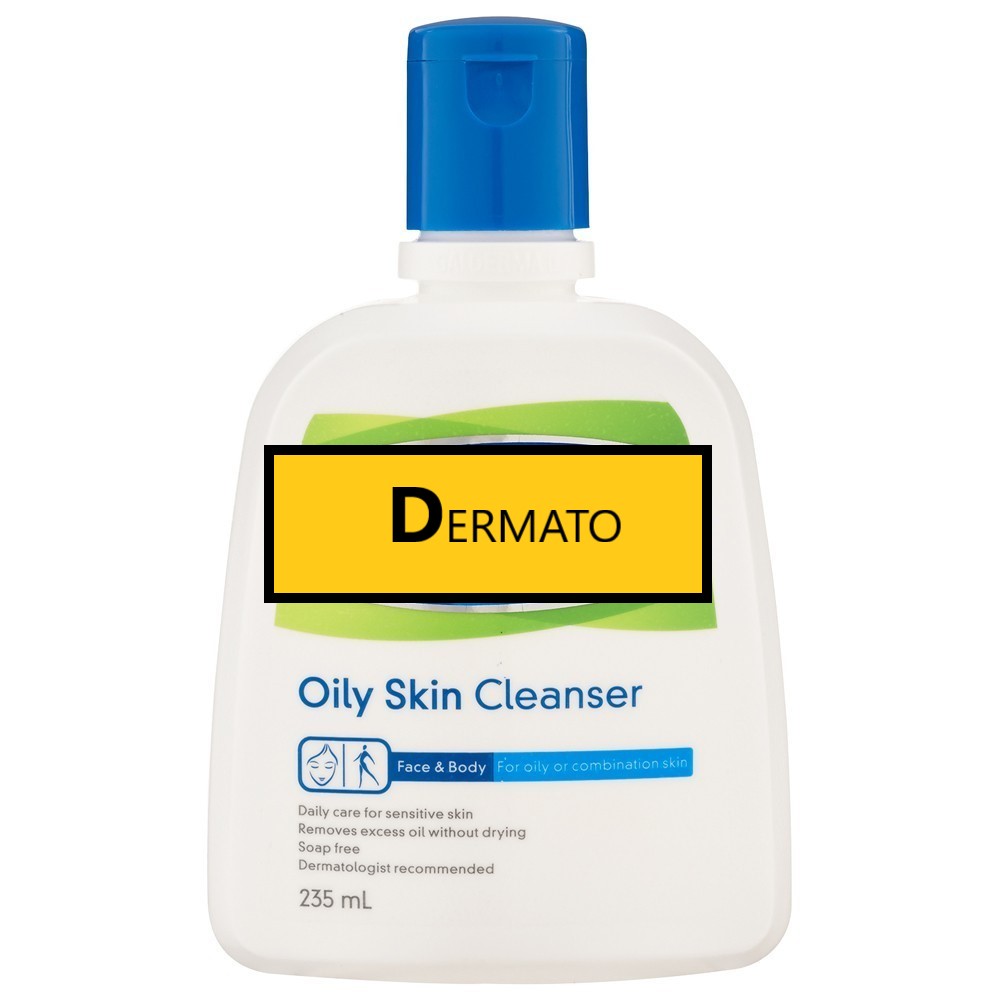 DERMATO
Oily Skin Cleanser
Face & Body For oily or combination skin
Daily care for sensitive skin
Removes excess oil without drying
Soap free
Dermatologist recommended
235 mL